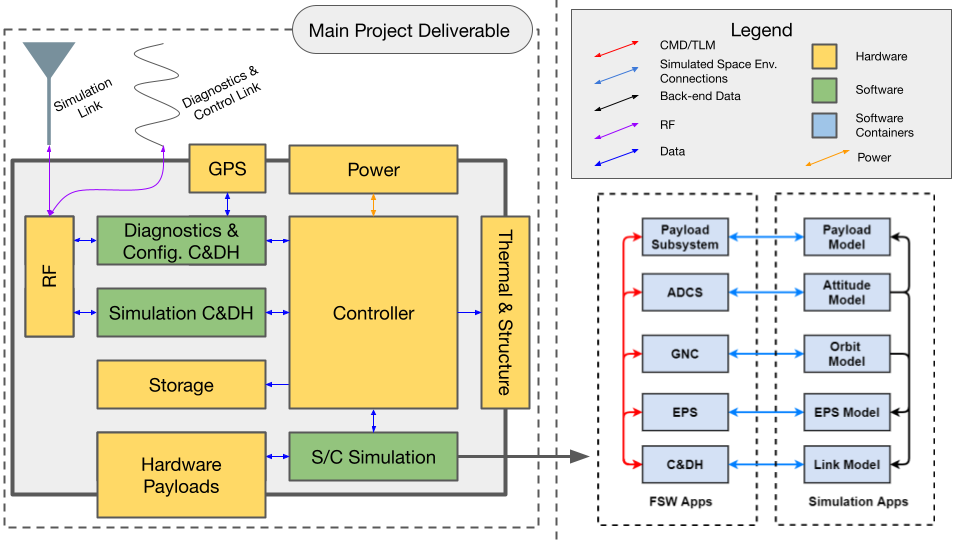 Main Project Deliverable
Simulation
Link
Diagnostics &
Control Link
GPS
Power
RF
Diagnostics &
Config. C&DH
Simulation C&DH
Controller
Thermal & Structure
Storage
Hardware
Payloads
S/C Simulation
Legend
CMD/TLM
Simulated Space Env.
Connections
Back-end Data
RF
Data
Hardware
Software
Software
Containers
Power
Payload
Subsystem
Payload
Model
ADCS
Attitude
Model
GNC
Orbit
Model
EPS
EPS Model
C&DH
Link Model
FSW Apps
Simulation Apps